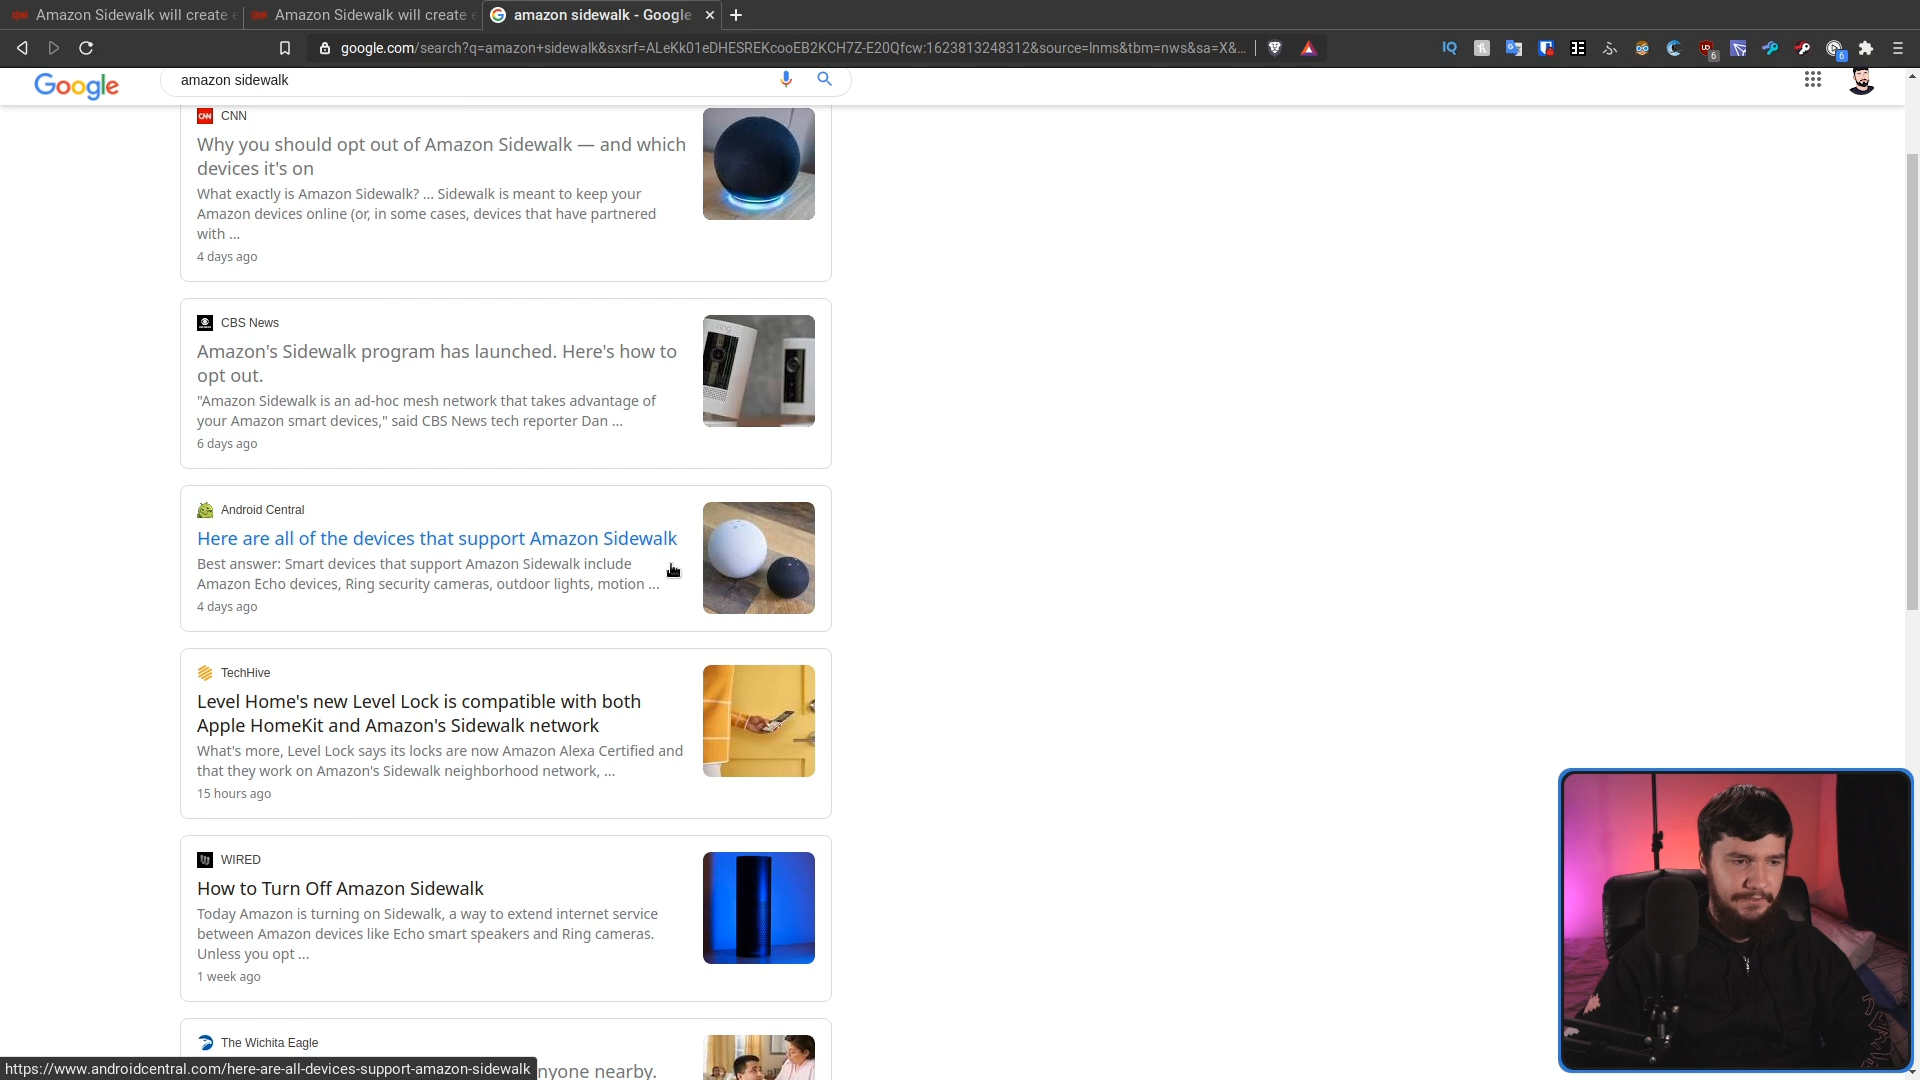 Amazon Sidewalk will create
Amazon Sidewalk will create
amazon sidewalk - Google
google.com/search?q=amazon+sidewalk&sxsrf=ALeKk01eDHESREKcooEB2KCH7Z-E20Qfcw:1623813248312&source=lnms&tbm=nws&sa=X&...
IQ
6
6
Google
amazon sidewalk
CNN
Why you should opt out of Amazon Sidewalk — and which
devices it's on
What exactly is Amazon Sidewalk? ... Sidewalk is meant to keep your
Amazon devices online (or, in some cases, devices that have partnered
with ...
4 days ago
CBS News
Amazon's Sidewalk program has launched. Here's how to
opt out.
"Amazon Sidewalk is an ad-hoc mesh network that takes advantage of
your Amazon smart devices," said CBS News tech reporter Dan ...
6 days ago
Android Central
Here are all of the devices that support Amazon Sidewalk
Best answer: Smart devices that support Amazon Sidewalk include
Amazon Echo devices, Ring security cameras, outdoor lights, motion ...
4 days ago
TechHive
Level Home's new Level Lock is compatible with both
Apple HomeKit and Amazon's Sidewalk network
What's more, Level Lock says its locks are now Amazon Alexa Certified and
that they work on Amazon's Sidewalk neighborhood network, ...
15 hours ago
WIRED
How to Turn Off Amazon Sidewalk
Today Amazon is turning on Sidewalk, a way to extend internet service
between Amazon devices like Echo smart speakers and Ring cameras.
Unless you opt ...
1 week ago
The Wichita Eagle
nyone nearby.
https://www.androidcentral.com/here-are-all-devices-support-amazon-sidewalk